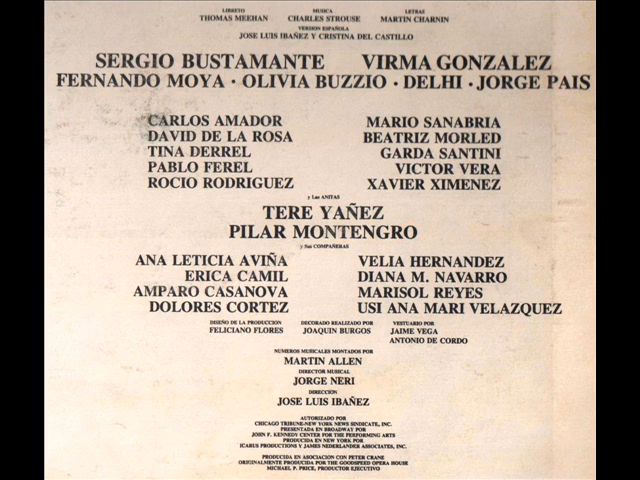 LIBRETO MUSICA LETRAS
THOMAS MEEHAN CHARLES STROUSE MARTIN CHARNIN
VERSION ESPAÑOLA
JOSE LUIS IBAÑEZ Y CRISTINA DEL CASTILLO
SERGIO BUSTAMANTE VIRMA GONZALEZ
FERNANDO MOYA · OLIVIA BUZZIO · DELHI · JORGE PAIS
CARLOS AMADOR MARIO SANABRIA
DAVID DE LA ROSA BEATRIZ MORLED
TINA DERREL GARDA SANTINI
PABLO FEREL VICTOR VERA
ROCIO RODRIGUEZ XAVIER XIMENEZ
y Las ANITAS
TERE YAÑEZ
PILAR MONTENGRO
y Sus COMPAÑERAS
ANA LETICIA AVIÑA VELIA HERNANDEZ
ERICA CAMIL DIANA M. NAVARRO
AMPARO CASANOVA MARISOL REYES
DOLORES CORTEZ USI ANA MARI VELAZQUEZ
DISEÑO DE LA PRODUCCION DECORADO REALIZADO POR VESTUARIO POR
FELICIANO FLORES JOAQUIN BURGOS JAIME VEGA
ANTONIO DE CORDO
NUMEROS MUSICALES MONTADOS POR
MARTIN ALLEN
DIRECTOR MUSICAL
JORGE NERI
DIRECCION
JOSE LUIS IBAÑEZ
AUTORIZADO POR
CHICAGO TRIBUNE-NEW YORK NEWS SINDICATE, INC.
PRESENTADA EN BROADWAY POR
JOHN F. KENNEDY CENTER FOR THE PERFORMING ARTS
PRODUCIDA EN NEW YORK POR
ICARUS PRODUCTIONS Y JAMES NEDERLANDER ASSOCIATES, INC.
PRODUCIDA EN ASOCIACION CON PETER CRANE
ORIGINALMENTE PRODUCIDA POR THE GOODSPEED OPERA HOUSE
MICHAEL P. PRICE, PRODUCTOR EJECUTIVO